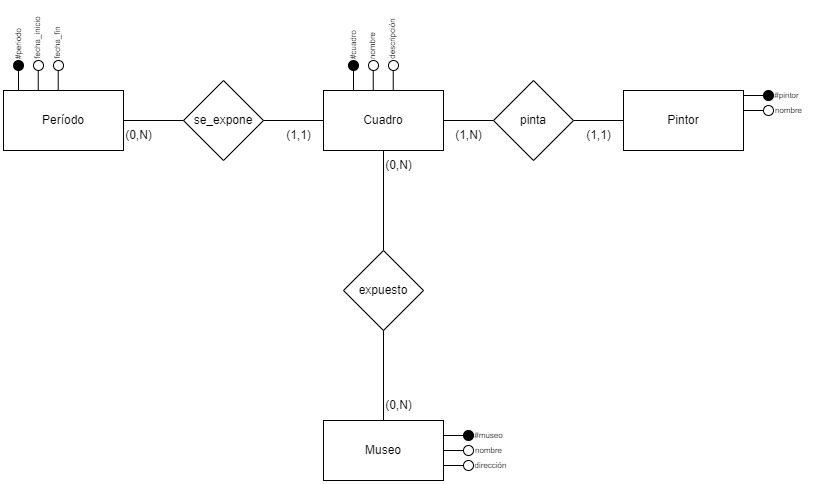 #periodo
fecha_inicio
fecha_fin
#cuadro
nombre
descripción
Período
se_expone
Cuadro
pinta
Pintor
#pintor
nombre
(0,N)
(1,1)
(1,N)
(1,1)
(0,N)
expuesto
(0,N)
Museo
#museo
nombre
dirección